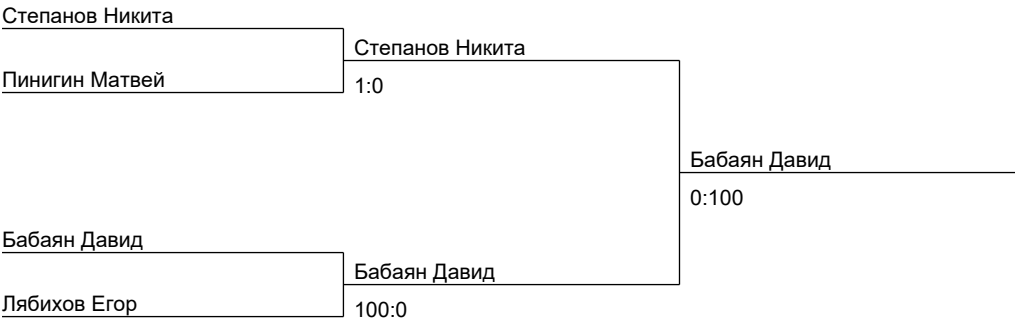 Степанов Никита
Степанов Никита
Пинигин Матвей
1:0
Бабаян Давид
0:100
Бабаян Давид
Бабаян Давид
Лябихов Егор
100:0